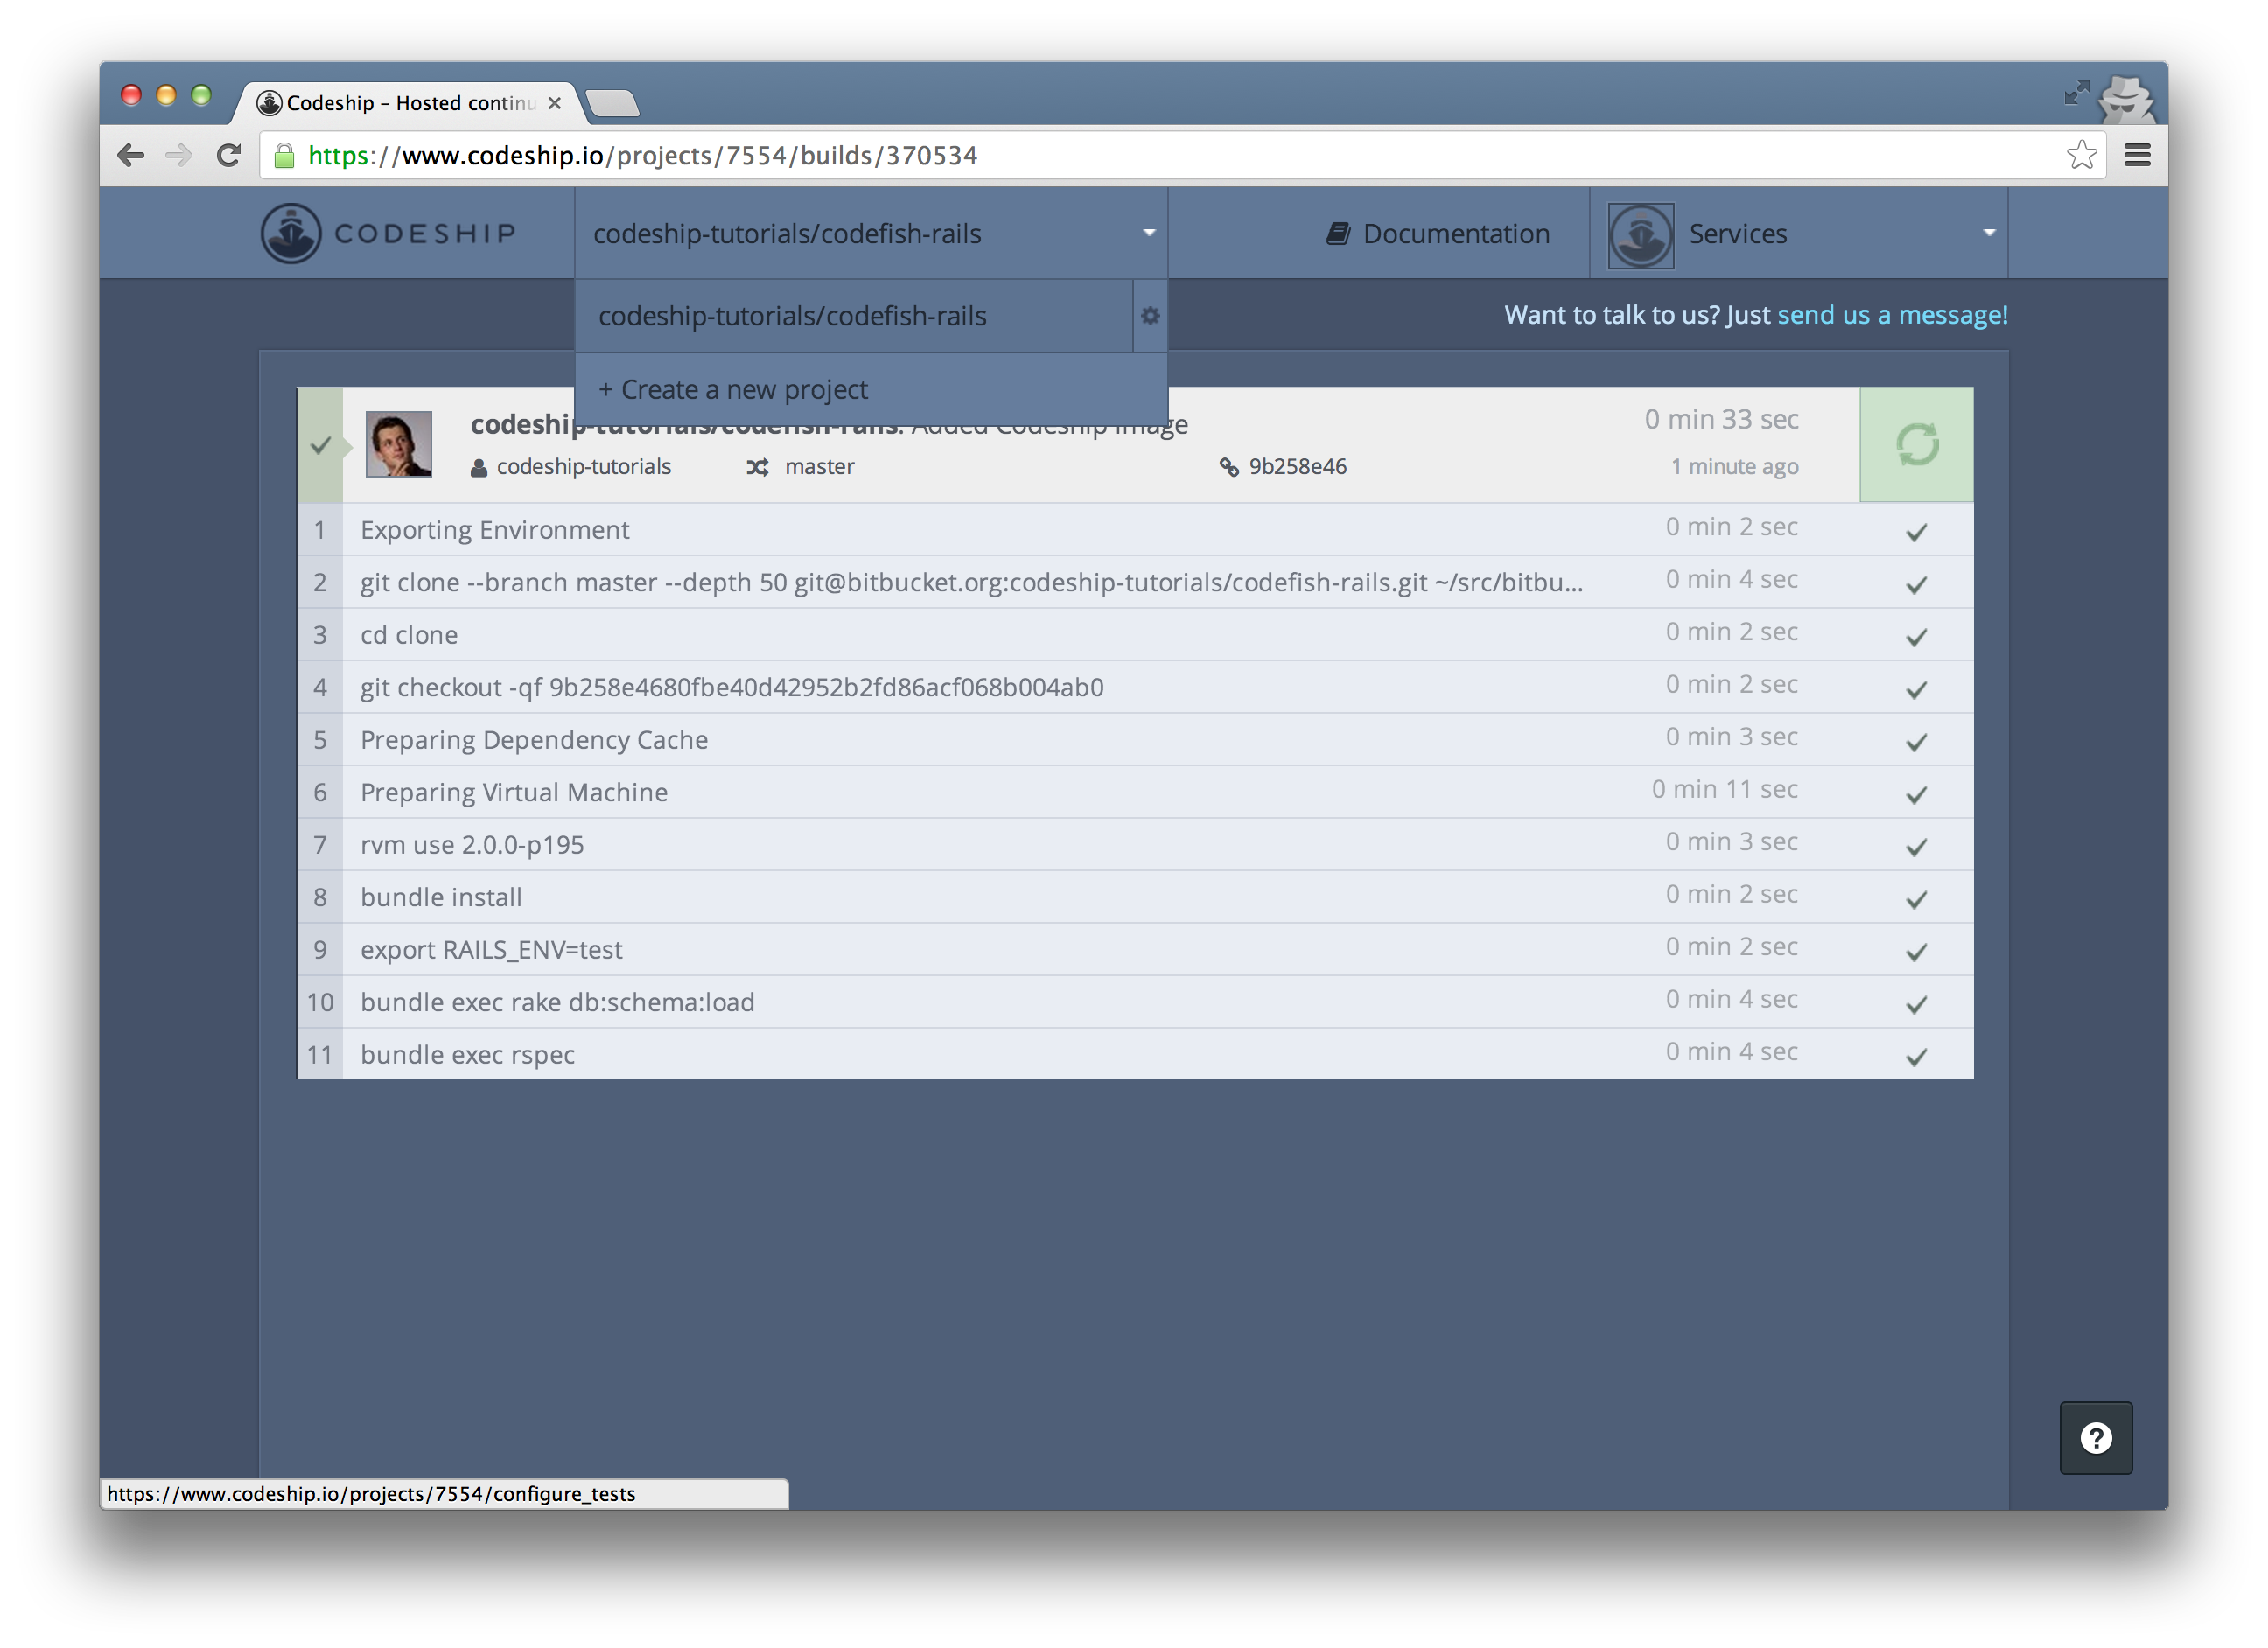 Codeship – Hosted continu
https://www.codeship.io/projects/7554/builds/370534
CODESHIP
codeship-tutorials/codefish-rails
Documentation
Services
codeship-tutorials/codefish-rails
Want to talk to us? Just send us a message!
+ Create a new project
codeship-tutorials/codefish-rails: Added Codeship image
0 min 33 sec
codeship-tutorials
master
9b258e46
1 minute ago
1 Exporting Environment 0 min 2 sec
2 git clone --branch master --depth 50 git@bitbucket.org:codeship-tutorials/codefish-rails.git ~/src/bitbu... 0 min 4 sec
3 cd clone 0 min 2 sec
4 git checkout -qf 9b258e4680fbe40d42952b2fd86acf068b004ab0 0 min 2 sec
5 Preparing Dependency Cache 0 min 3 sec
6 Preparing Virtual Machine 0 min 11 sec
7 rvm use 2.0.0-p195 0 min 3 sec
8 bundle install 0 min 2 sec
9 export RAILS_ENV=test 0 min 2 sec
10 bundle exec rake db:schema:load 0 min 4 sec
11 bundle exec rspec 0 min 4 sec
?
https://www.codeship.io/projects/7554/configure_tests